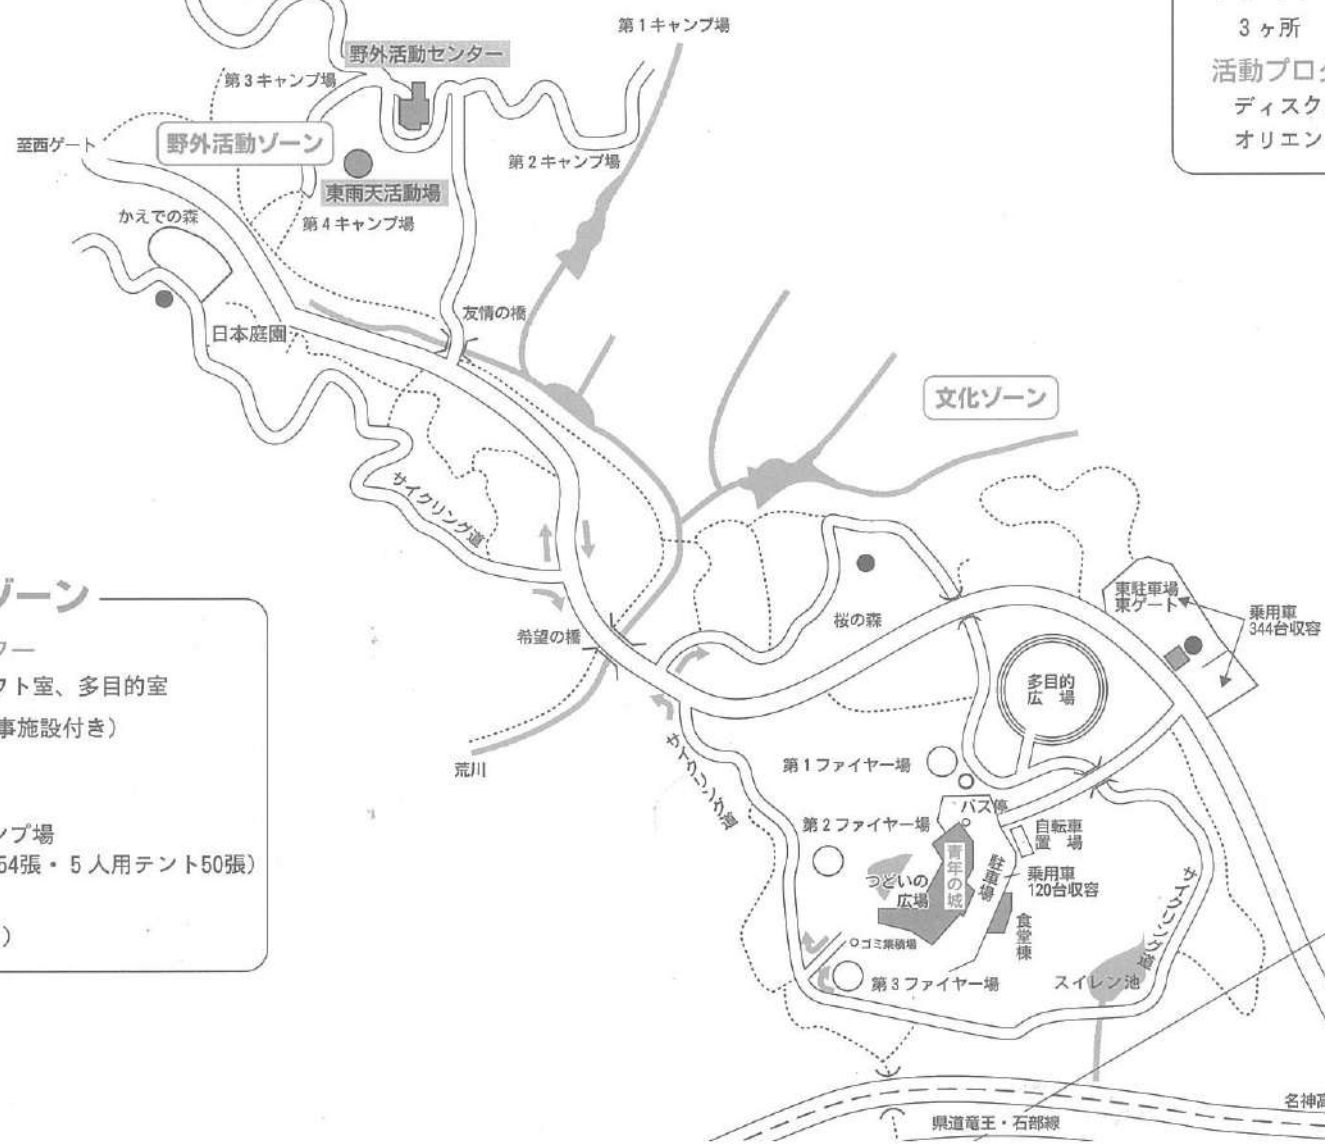 第1キャンプ場
3ヶ所
野外活動センター
活動プロ
第3キャンプ場
ディスク
至西ゲート
野外活動ゾーン
オリエン
第2キャンプ場
東雨天活動場
かえでの森
第4キャンプ場
友情の橋
日本庭園
文化ゾーン
サイクリング道
ゾーン
東駐車場
東ゲート
乗用車
344台収容
桜の森
希望の橋
ター
フト室、多目的室
多目的
広 場
事施設付き）
荒川
サイクリング道
第1ファイヤー場
バス停
第2ファイヤー場
自転車
置 場
ンプ場
54張・5人用テント50張）
青年の城
駐車場
乗用車
120台収容
つどいの
広場
サイクリング道
食堂棟
）
ゴミ集積場
第3ファイヤー場
スイレン池
名神高
県道竜王・石部線